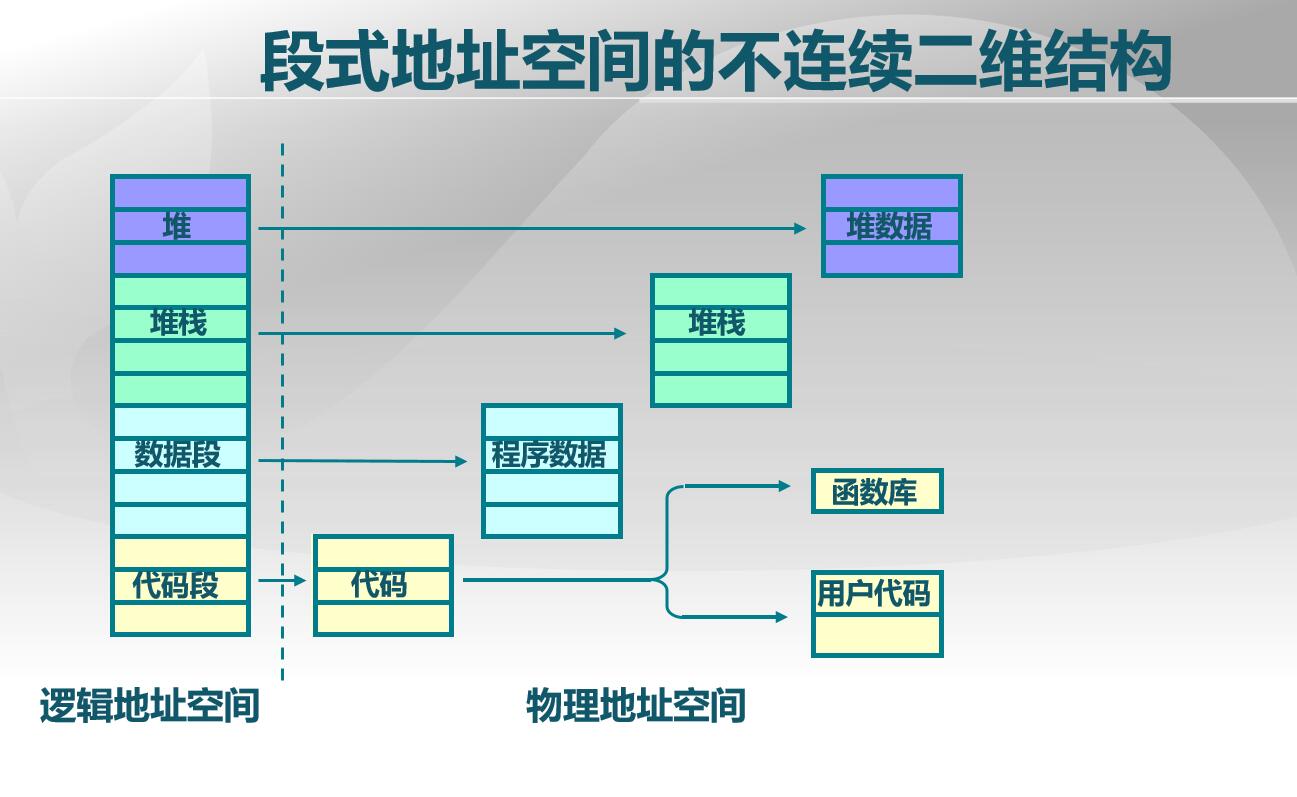 段式地址空间的不连续二维结构
堆
堆数据
堆栈
堆栈
数据段
程序数据
函数库
代码段
代码
用户代码
逻辑地址空间
物理地址空间